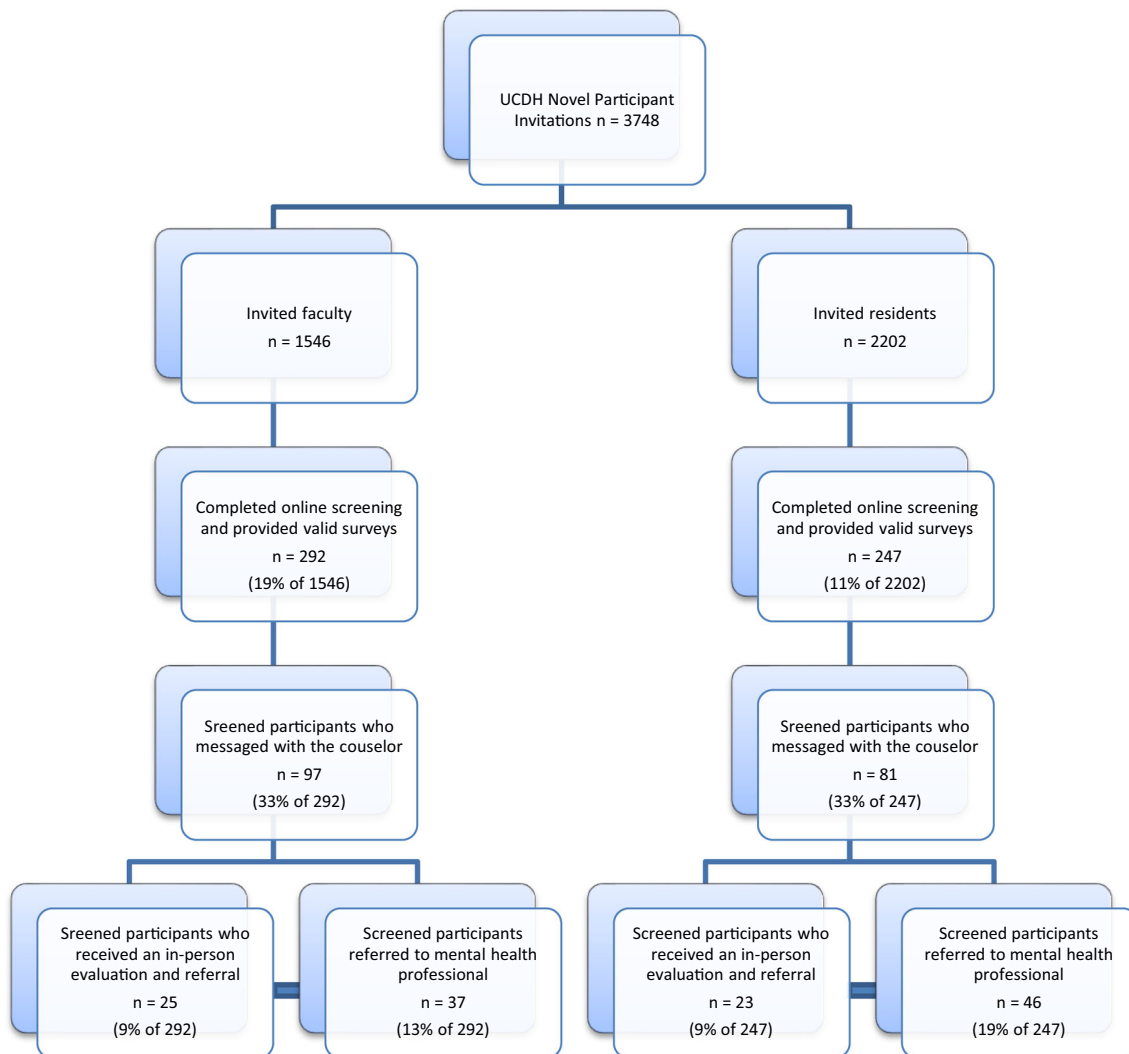 UCDH Novel Participant
Invitations n = 3748
Invited faculty
n = 1546
Invited residents
n = 2202
Completed online screening
and provided valid surveys
n = 292
(19% of 1546)
Completed online screening
and provided valid surveys
n = 247
(11% of 2202)
Sreened participants who
messaged with the couselor
n = 97
(33% of 292)
Sreened participants who
messaged with the couselor
n = 81
(33% of 247)
Sreened participants who
received an in-person
evaluation and referral
n = 25
(9% of 292)
Screened participants
referred to mental health
professional
n = 37
(13% of 292)
Screened participants who
received an in-person
evaluation and referral
n = 23
(9% of 247)
Screened participants
referred to mental health
professional
n = 46
(19% of 247)